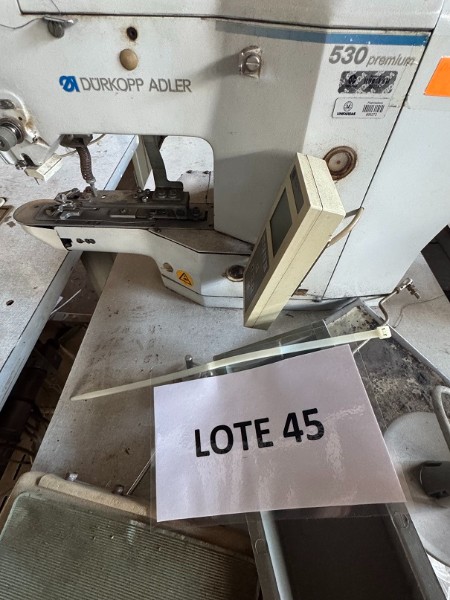 530 premium
DÜRKOPP ADLER
LOTE 45